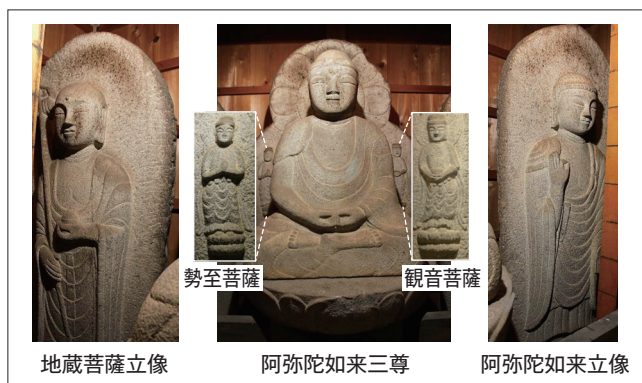 勢至菩薩
観音菩薩
地蔵菩薩立像
阿弥陀如来三尊
阿弥陀如来立像